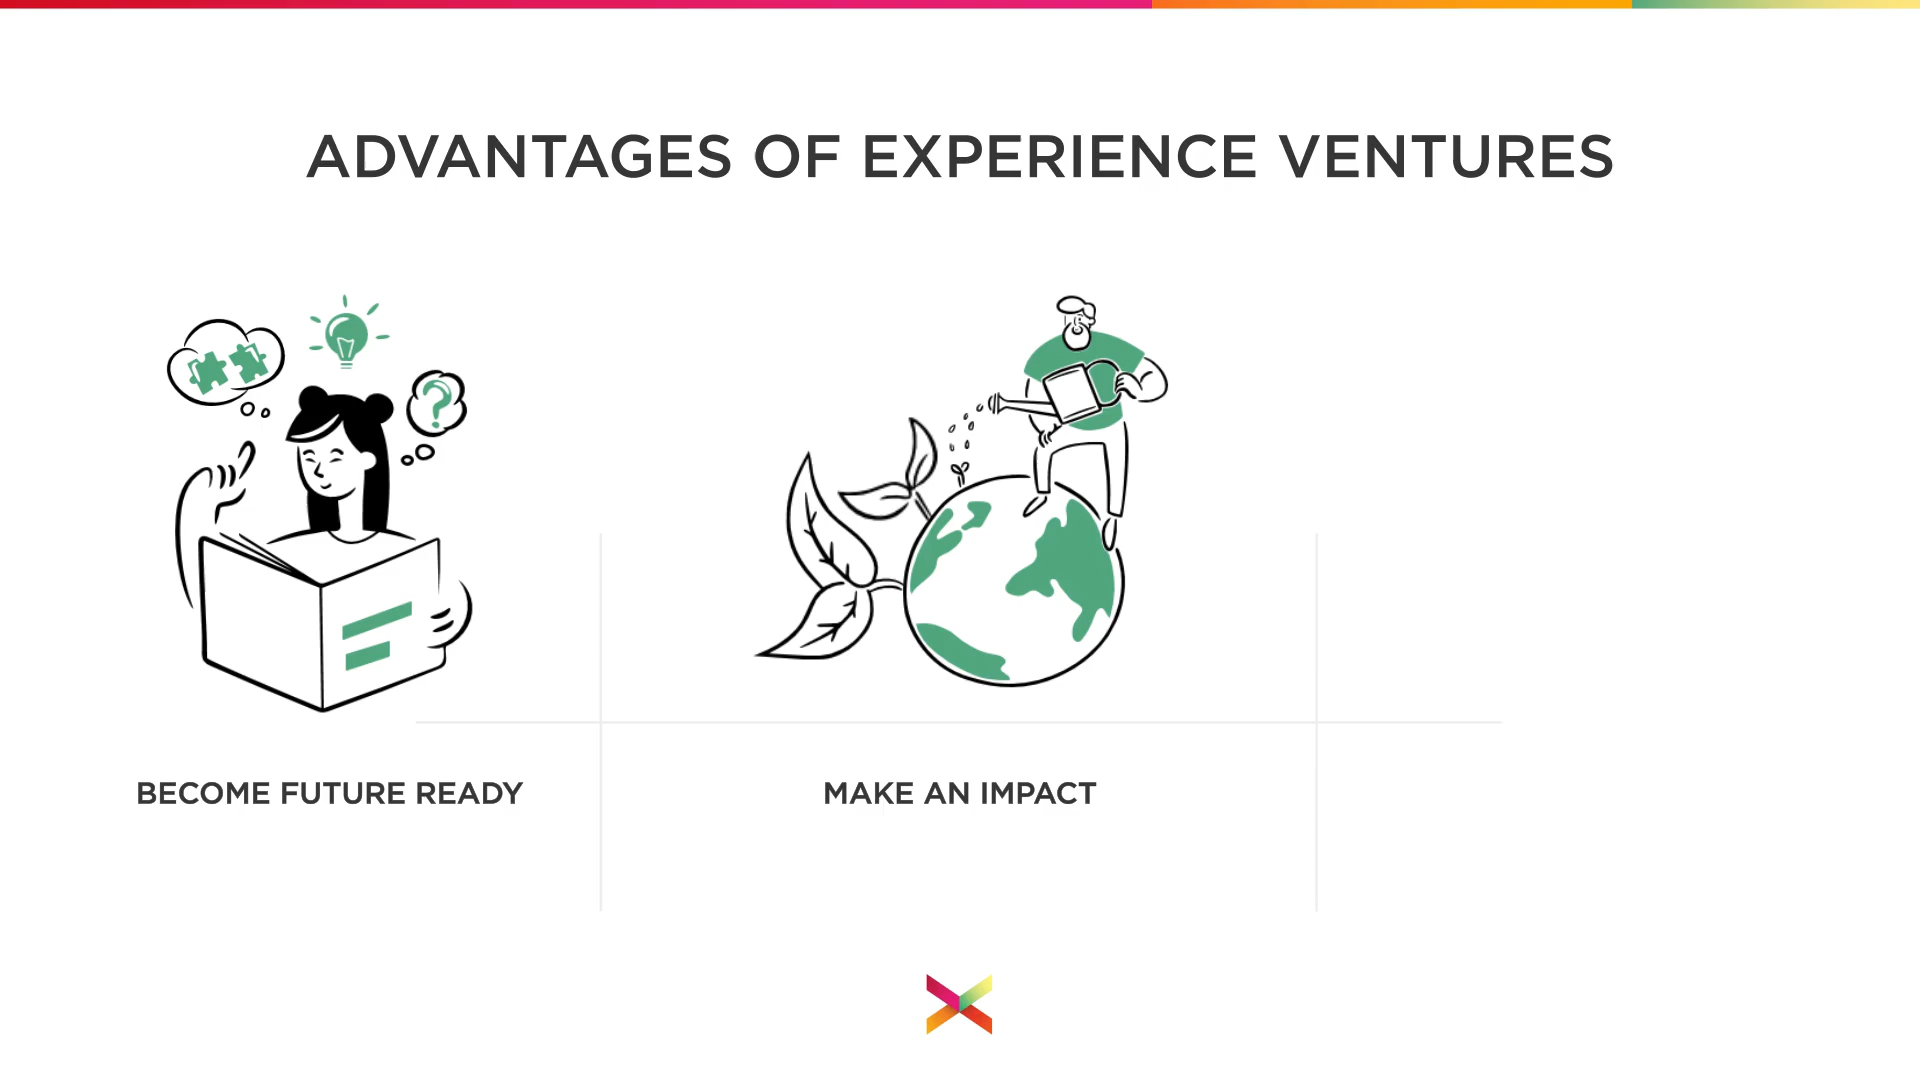 ADVANTAGES OF EXPERIENCE VENTURES
?
BECOME FUTURE READY
MAKE AN IMPACT